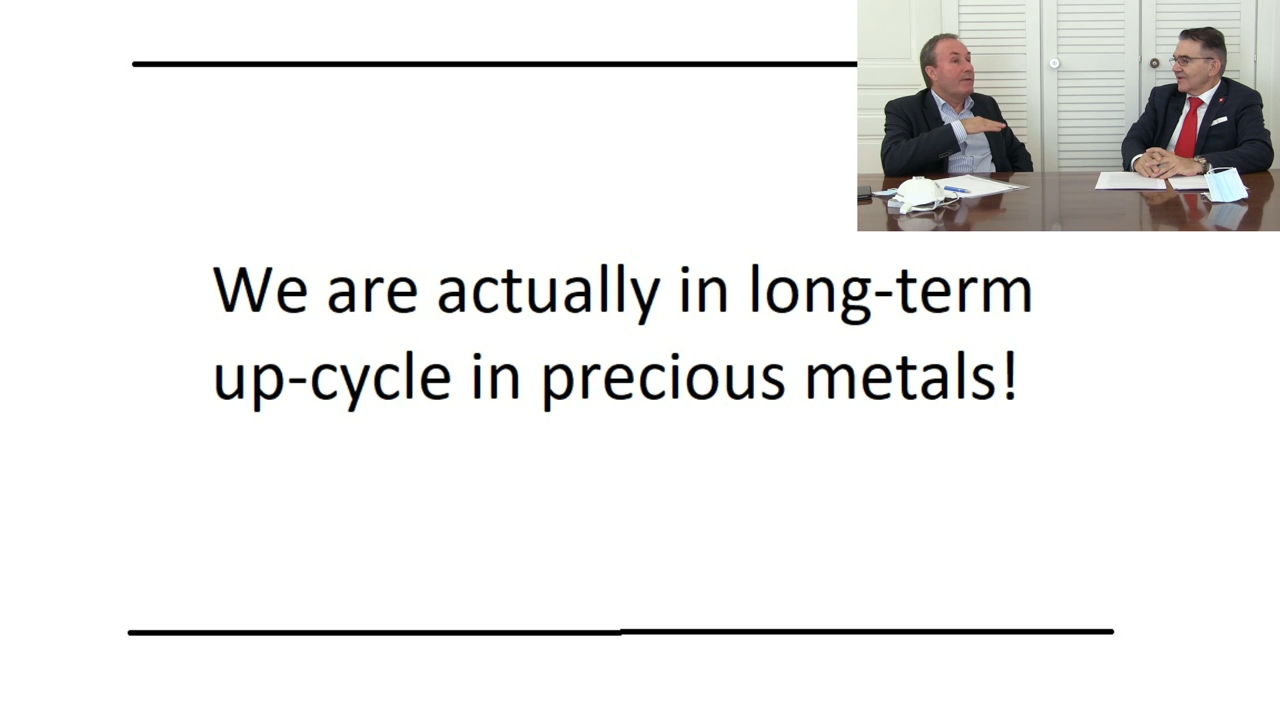 We are actually in long-term
up-cycle in precious metals!